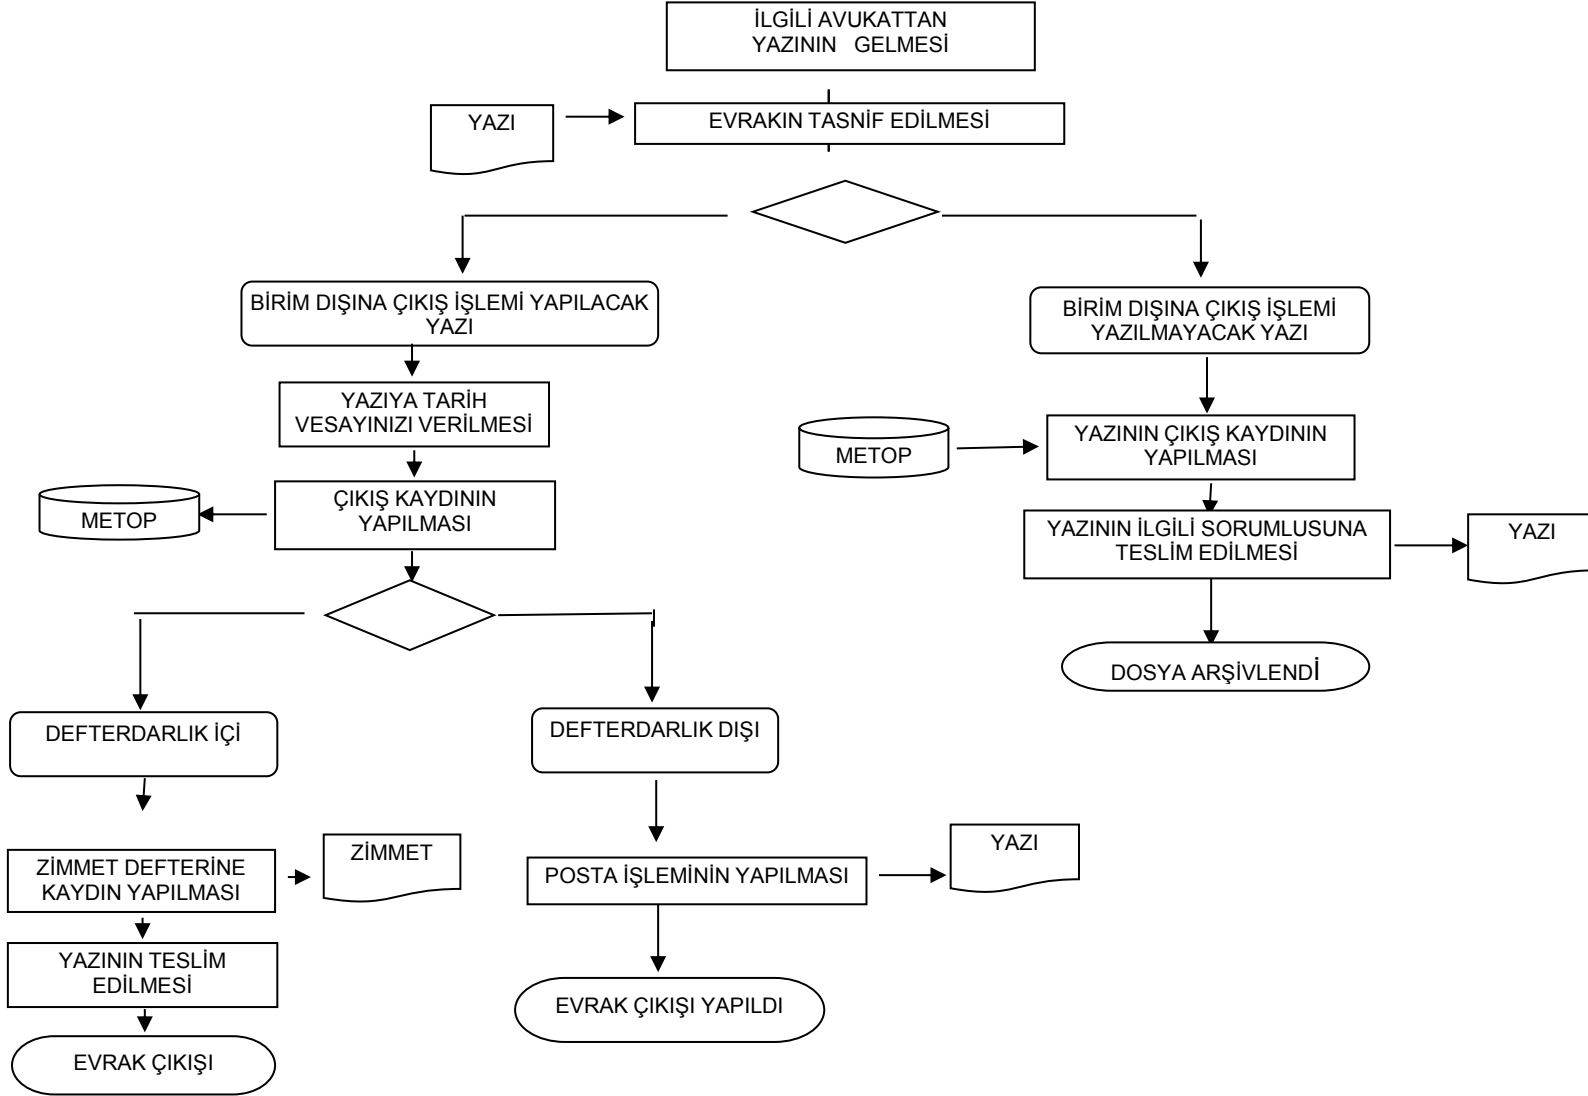 İLGİLİ AVUKATTAN
YAZININ GELMESİ
YAZI
EVRAKIN TASNİF EDİLMESİ
BİRİM DIŞINA ÇIKIŞ İŞLEMİ YAPILACAK
YAZI
BİRİM DIŞINA ÇIKIŞ İŞLEMİ
YAZILMAYACAK YAZI
YAZIYA TARİH
VESAYINIZI VERİLMESİ
METOP
YAZININ ÇIKIŞ KAYDININ
YAPILMASI
METOP
ÇIKIŞ KAYDININ
YAPILMASI
YAZININ İLGİLİ SORUMLUSUNA
TESLİM EDİLMESİ
YAZI
DOSYA ARŞİVLENDİ
DEFTERDARLIK İÇİ
DEFTERDARLIK DIŞI
ZİMMET DEFTERİNE
KAYDIN YAPILMASI
ZİMMET
POSTA İŞLEMİNİN YAPILMASI
YAZI
YAZININ TESLİM
EDİLMESİ
EVRAK ÇIKIŞI YAPILDI
EVRAK ÇIKIŞI